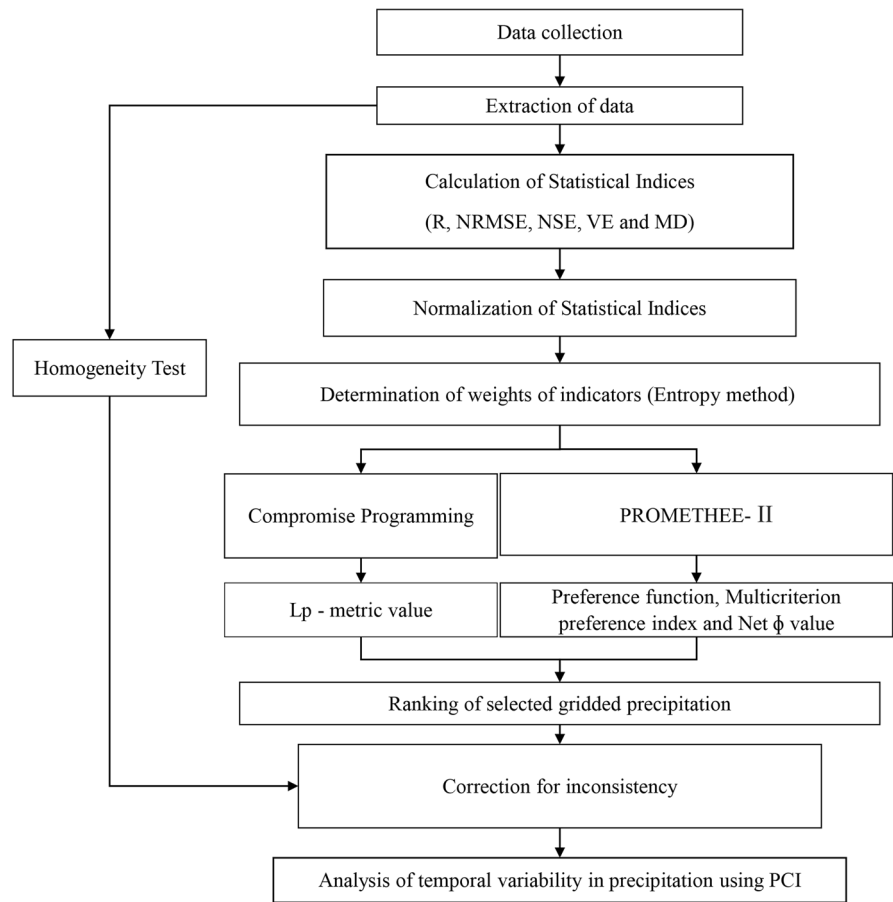 Data collection
Extraction of data
Calculation of Statistical Indices
(R, NRMSE, NSE, VE and MD)
Normalization of Statistical Indices
Homogeneity Test
Determination of weights of indicators (Entropy method)
Compromise Programming
PROMETHEE- II
Lp - metric value
Preference function, Multicriterion
preference index and Net ϕ value
Ranking of selected gridded precipitation
Correction for inconsistency
Analysis of temporal variability in precipitation using PCI